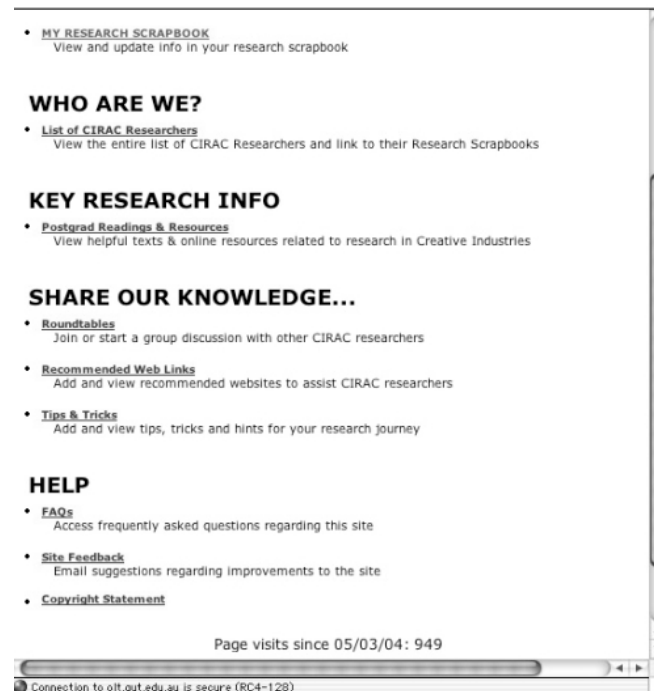 MY RESEARCH SCRAPBOOK
View and update info in your research scrapbook
WHO ARE WE?
List of CIRAC Researchers
View the entire list of CIRAC Researchers and link to their Research Scrapbooks
KEY RESEARCH INFO
Postgrad Readings & Resources
View helpful texts & online resources related to research in Creative Industries
SHARE OUR KNOWLEDGE...
Roundtables
Join or start a group discussion with other CIRAC researchers
Recommended Web Links
Add and view recommended websites to assist CIRAC researchers
Tips & Tricks
Add and view tips, tricks and hints for your research journey
HELP
FAQs
Access frequently asked questions regarding this site
Site Feedback
Email suggestions regarding improvements to the site
Copyright Statement
Page visits since 05/03/04: 949
Connection to olt.qut.edu.au is secure (RC4-128)